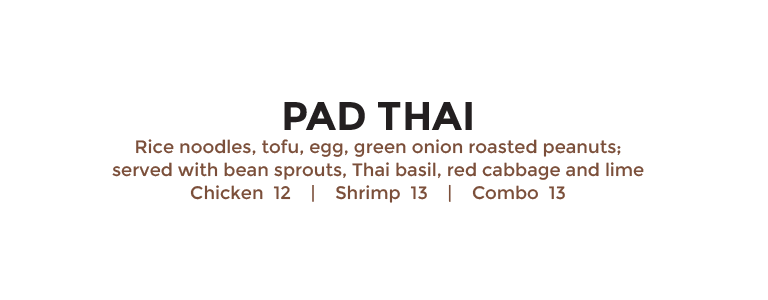 PAD THAI
Rice noodles, tofu, egg, green onion roasted peanuts;
served with bean sprouts, Thai basil, red cabbage and lime
Chicken 12 | Shrimp 13 | Combo 13